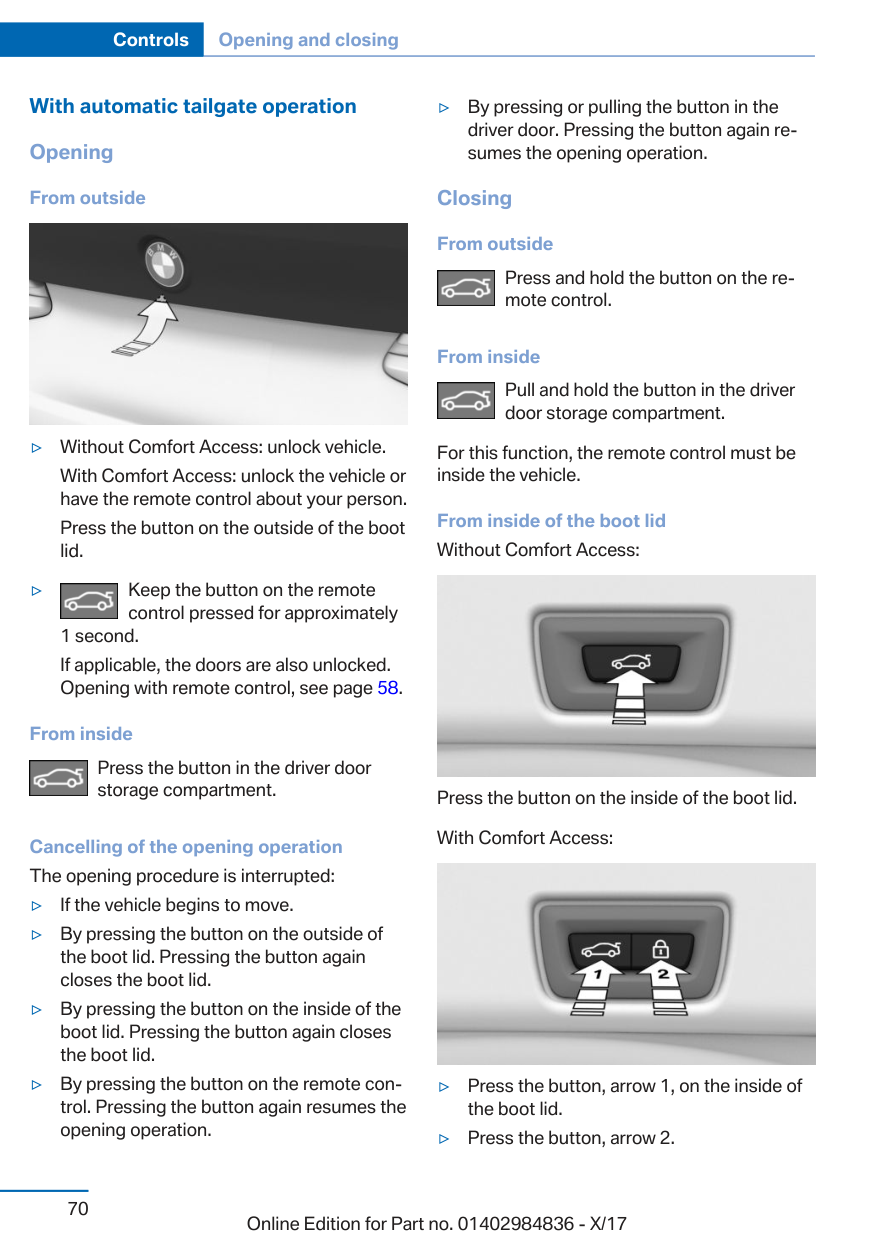 Controls Opening and closing
With automatic tailgate operation
Opening
From outside
BMW
▷ Without Comfort Access: unlock vehicle.
With Comfort Access: unlock the vehicle or
have the remote control about your person.
Press the button on the outside of the boot
lid.
▷ Keep the button on the remote
control pressed for approximately
1 second.
If applicable, the doors are also unlocked.
Opening with remote control, see page 58.
From inside
Press the button in the driver door
storage compartment.
Cancelling of the opening operation
The opening procedure is interrupted:
▷ If the vehicle begins to move.
▷ By pressing the button on the outside of
the boot lid. Pressing the button again
closes the boot lid.
▷ By pressing the button on the inside of the
boot lid. Pressing the button again closes
the boot lid.
▷ By pressing the button on the remote con-
trol. Pressing the button again resumes the
opening operation.
▷ By pressing or pulling the button in the
driver door. Pressing the button again re-
sumes the opening operation.
Closing
From outside
Press and hold the button on the re-
mote control.
From inside
Pull and hold the button in the driver
door storage compartment.
For this function, the remote control must be
inside the vehicle.
From inside of the boot lid
Without Comfort Access:
Press the button on the inside of the boot lid.
With Comfort Access:
1 2
▷ Press the button, arrow 1, on the inside of
the boot lid.
▷ Press the button, arrow 2.
70
Online Edition for Part no. 01402984836 - X/17